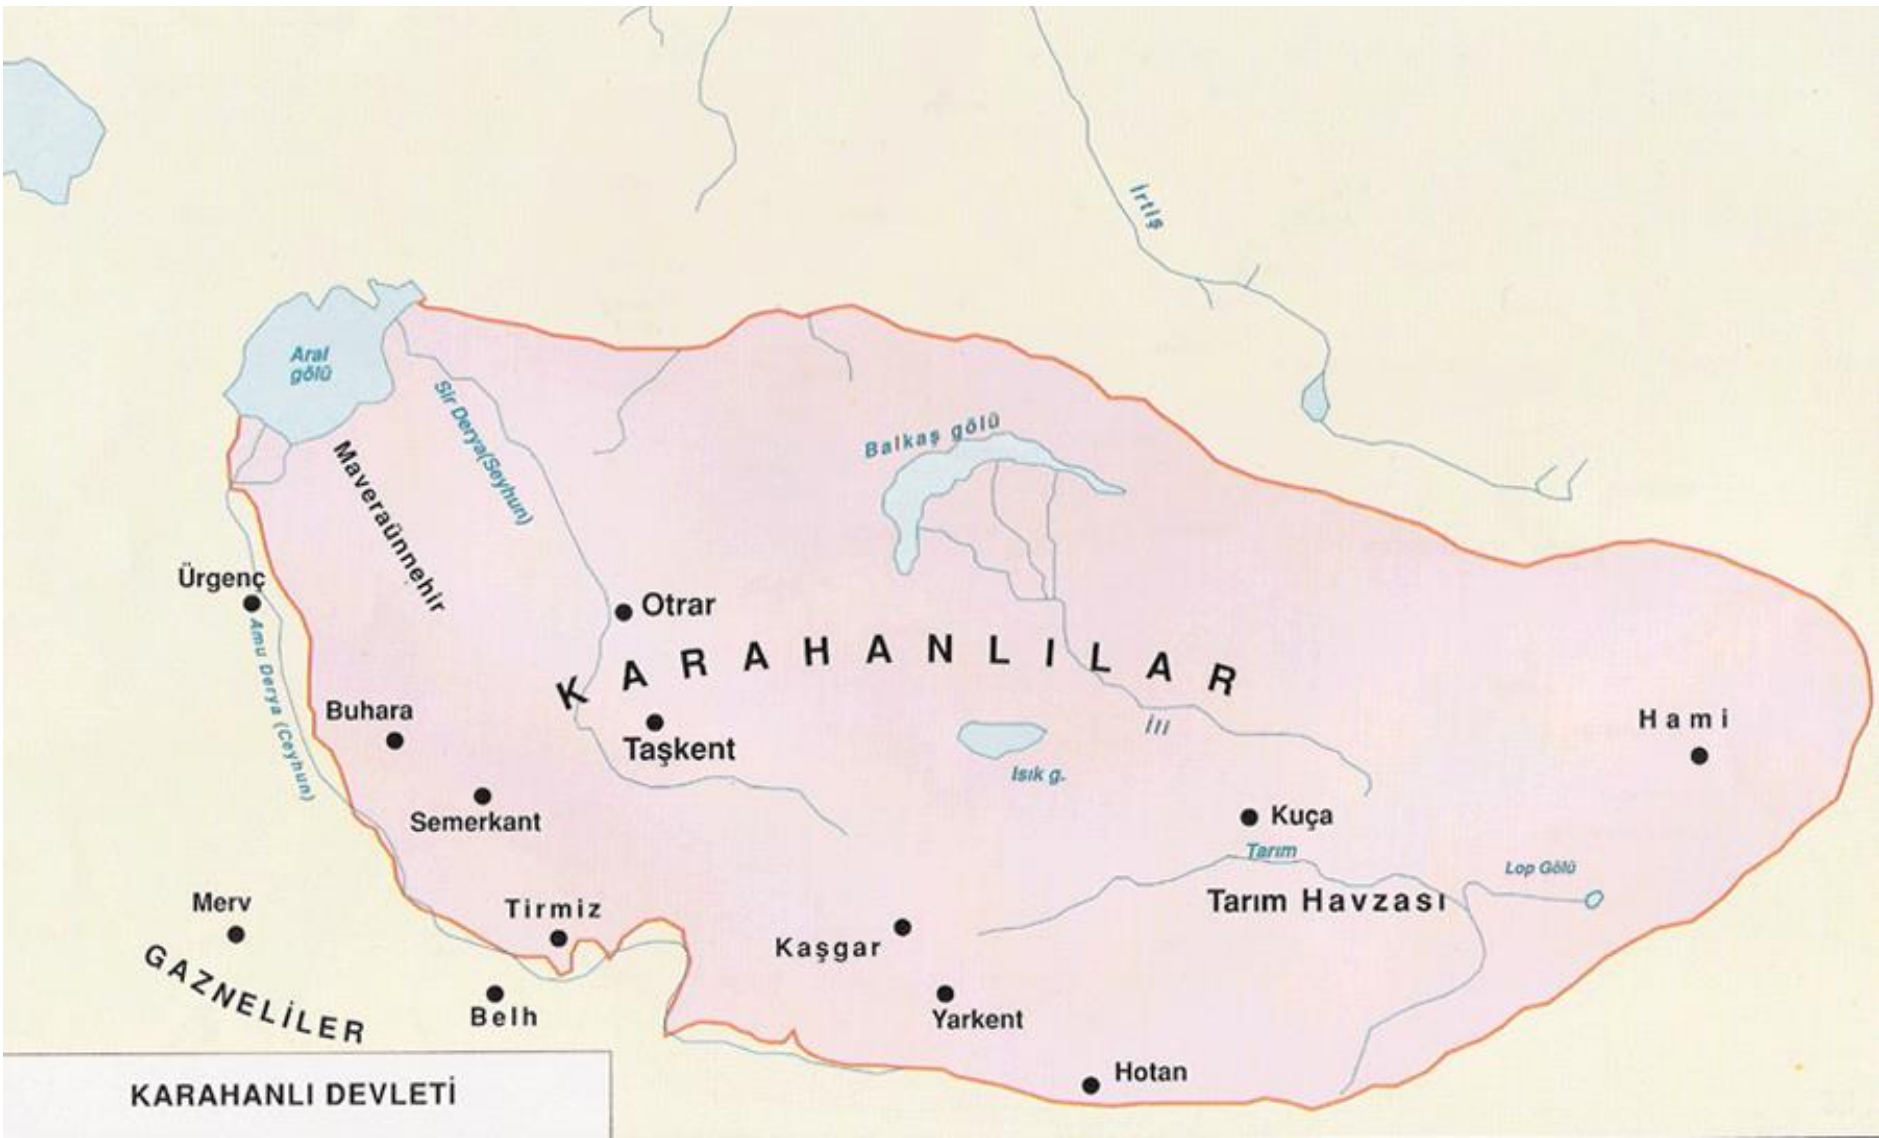 İrtiş
Aral
gölü
Sir Derya(Seyhun)
Balkaş gölü
Maveraünnehir
Ürgenç
Otrar
KARAHANLILAR
Amu Derya (Ceyhun)
Buhara
Taşkent
İli
Hami
Isık g.
Semerkant
Kuça
Tarım
Lop Gölü
Tarım Havzası
Merv
Tirmiz
Kaşgar
GAZNELİLER
Belh
Yarkent
Hotan
KARAHANLI DEVLETİ